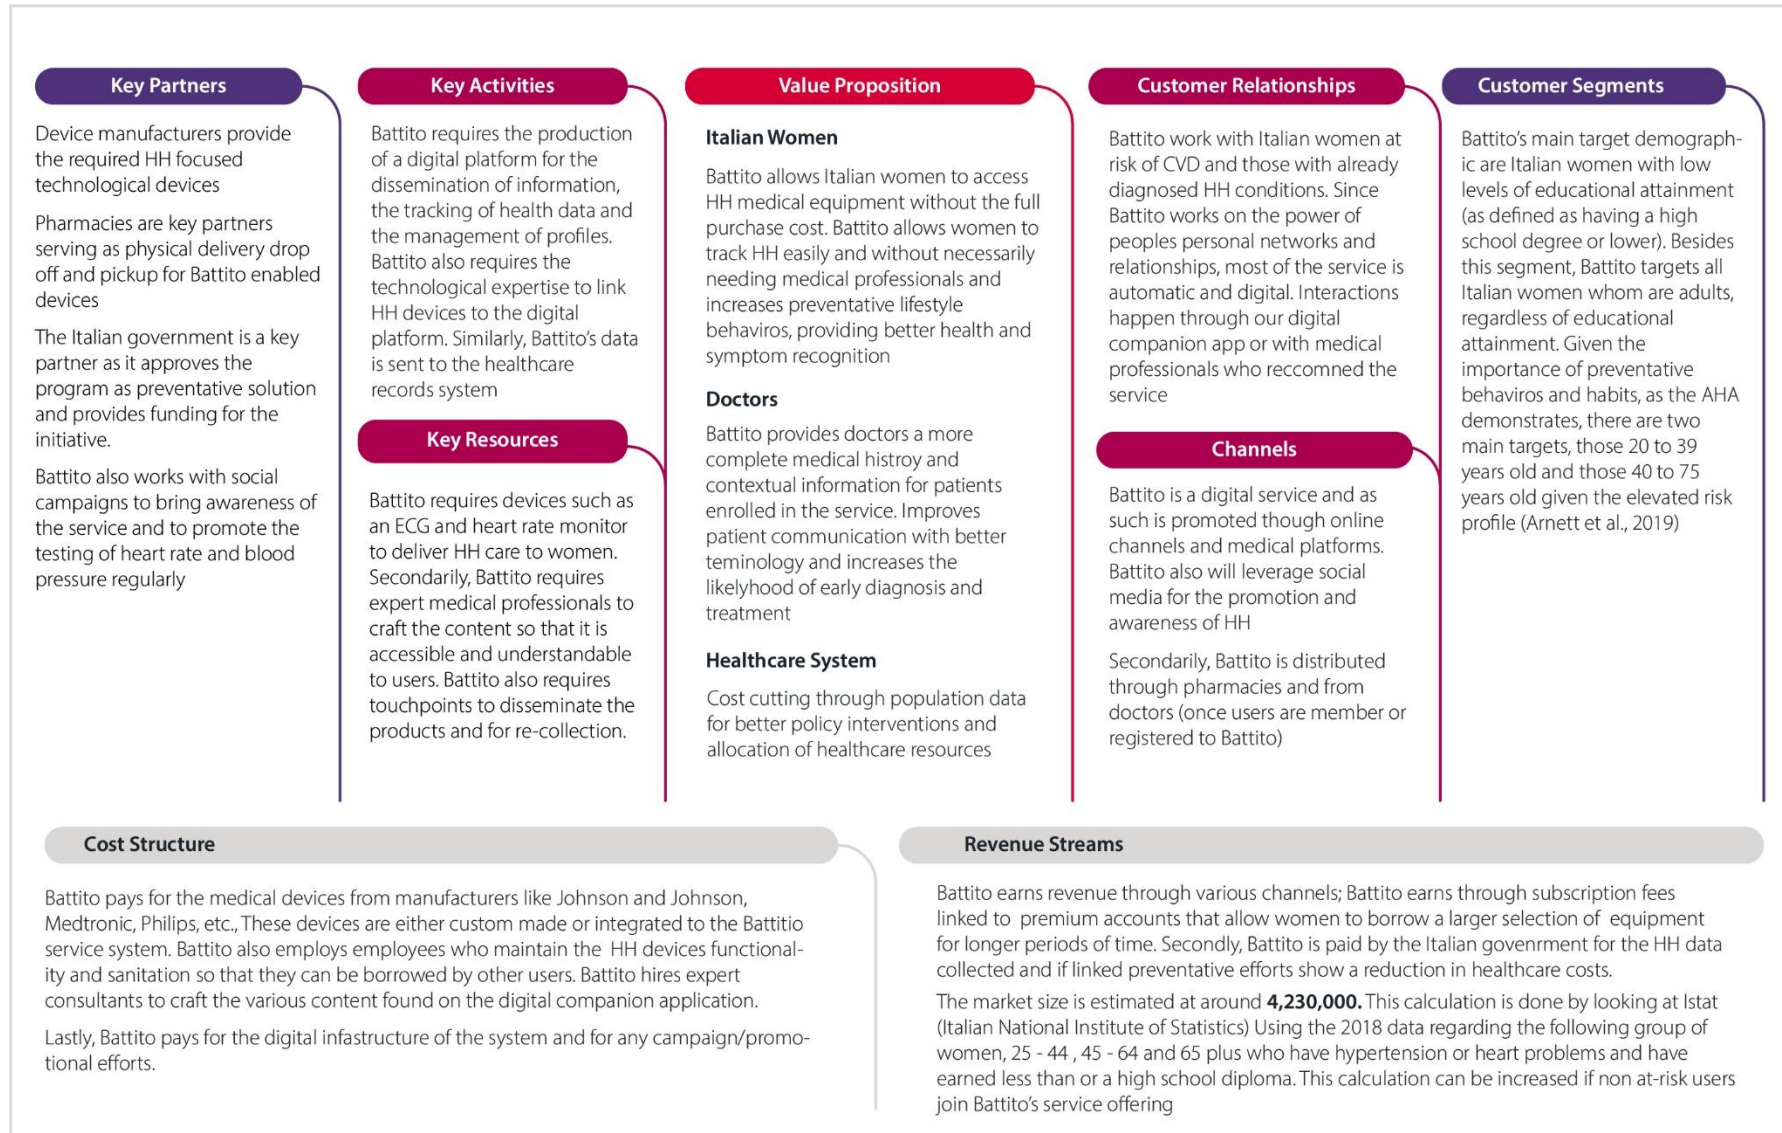 Key Partners
Device manufacturers provide
the required HH focused
technological devices
Pharmacies are key partners
serving as physical delivery drop
off and pickup for Battito enabled
devices
The Italian government is a key
partner as it approves the
program as preventative solution
and provides funding for the
initiative.
Battito also works with social
campaigns to bring awareness of
the service and to promote the
testing of heart rate and blood
pressure regularly
Key Activities
Battito requires the production
of a digital platform for the
dissemination of information,
the tracking of health data and
the management of profiles.
Battito also requires the
technological expertise to link
HH devices to the digital
platform. Similarly, Battito’s data
is sent to the healthcare
records system
Key Resources
Battito requires devices such as
an ECG and heart rate monitor
to deliver HH care to women.
Secondarily, Battito requires
expert medical professionals to
craft the content so that it is
accessible and understandable
to users. Battito also requires
touchpoints to disseminate the
products and for re-collection.
Value Proposition
Italian Women
Battito allows Italian women to access
HH medical equipment without the full
purchase cost. Battito allows women to
track HH easily and without necessarily
needing medical professionals and
increases preventative lifestyle
behaviros, providing better health and
symptom recognition
Doctors
Battito provides doctors a more
complete medical histroy and
contextual information for patients
enrolled in the service. Improves
patient communication with better
teminology and increases the
likelyhood of early diagnosis and
treatment
Healthcare System
Cost cutting through population data
for better policy interventions and
allocation of healthcare resources
Customer Relationships
Battito work with Italian women at
risk of CVD and those with already
diagnosed HH conditions. Since
Battito works on the power of
peoples personal networks and
relationships, most of the service is
automatic and digital. Interactions
happen through our digital
companion app or with medical
professionals who reccomned the
service
Channels
Battito is a digital service and as
such is promoted though online
channels and medical platforms.
Battito also will leverage social
media for the promotion and
awareness of HH
Secondarily, Battito is distributed
through pharmacies and from
doctors (once users are member or
registered to Battito)
Customer Segments
Battito’s main target demograph-
ic are Italian women with low
levels of educational attainment
(as defined as having a high
school degree or lower). Besides
this segment, Battito targets all
Italian women whom are adults,
regardless of educational
attainment. Given the
importance of preventative
behaviros and habits, as the AHA
demonstrates, there are two
main targets, those 20 to 39
years old and those 40 to 75
years old given the elevated risk
profile (Arnett et al., 2019)
Cost Structure
Battito pays for the medical devices from manufacturers like Johnson and Johnson,
Medtronic, Philips, etc., These devices are either custom made or integrated to the Battitio
service system. Battito also employs employees who maintain the HH devices functional-
ity and sanitation so that they can be borrowed by other users. Battito hires expert
consultants to craft the various content found on the digital companion application.
Lastly, Battito pays for the digital infastructure of the system and for any campaign/promo-
tional efforts.
Revenue Streams
Battito earns revenue through various channels; Battito earns through subscription fees
linked to premium accounts that allow women to borrow a larger selection of equipment
for longer periods of time. Secondly, Battito is paid by the Italian govenrment for the HH data
collected and if linked preventative efforts show a reduction in healthcare costs.
The market size is estimated at around 4,230,000. This calculation is done by looking at Istat
(Italian National Institute of Statistics) Using the 2018 data regarding the following group of
women, 25 - 44 , 45 - 64 and 65 plus who have hypertension or heart problems and have
earned less than or a high school diploma. This calculation can be increased if non at-risk users
join Battito’s service offering